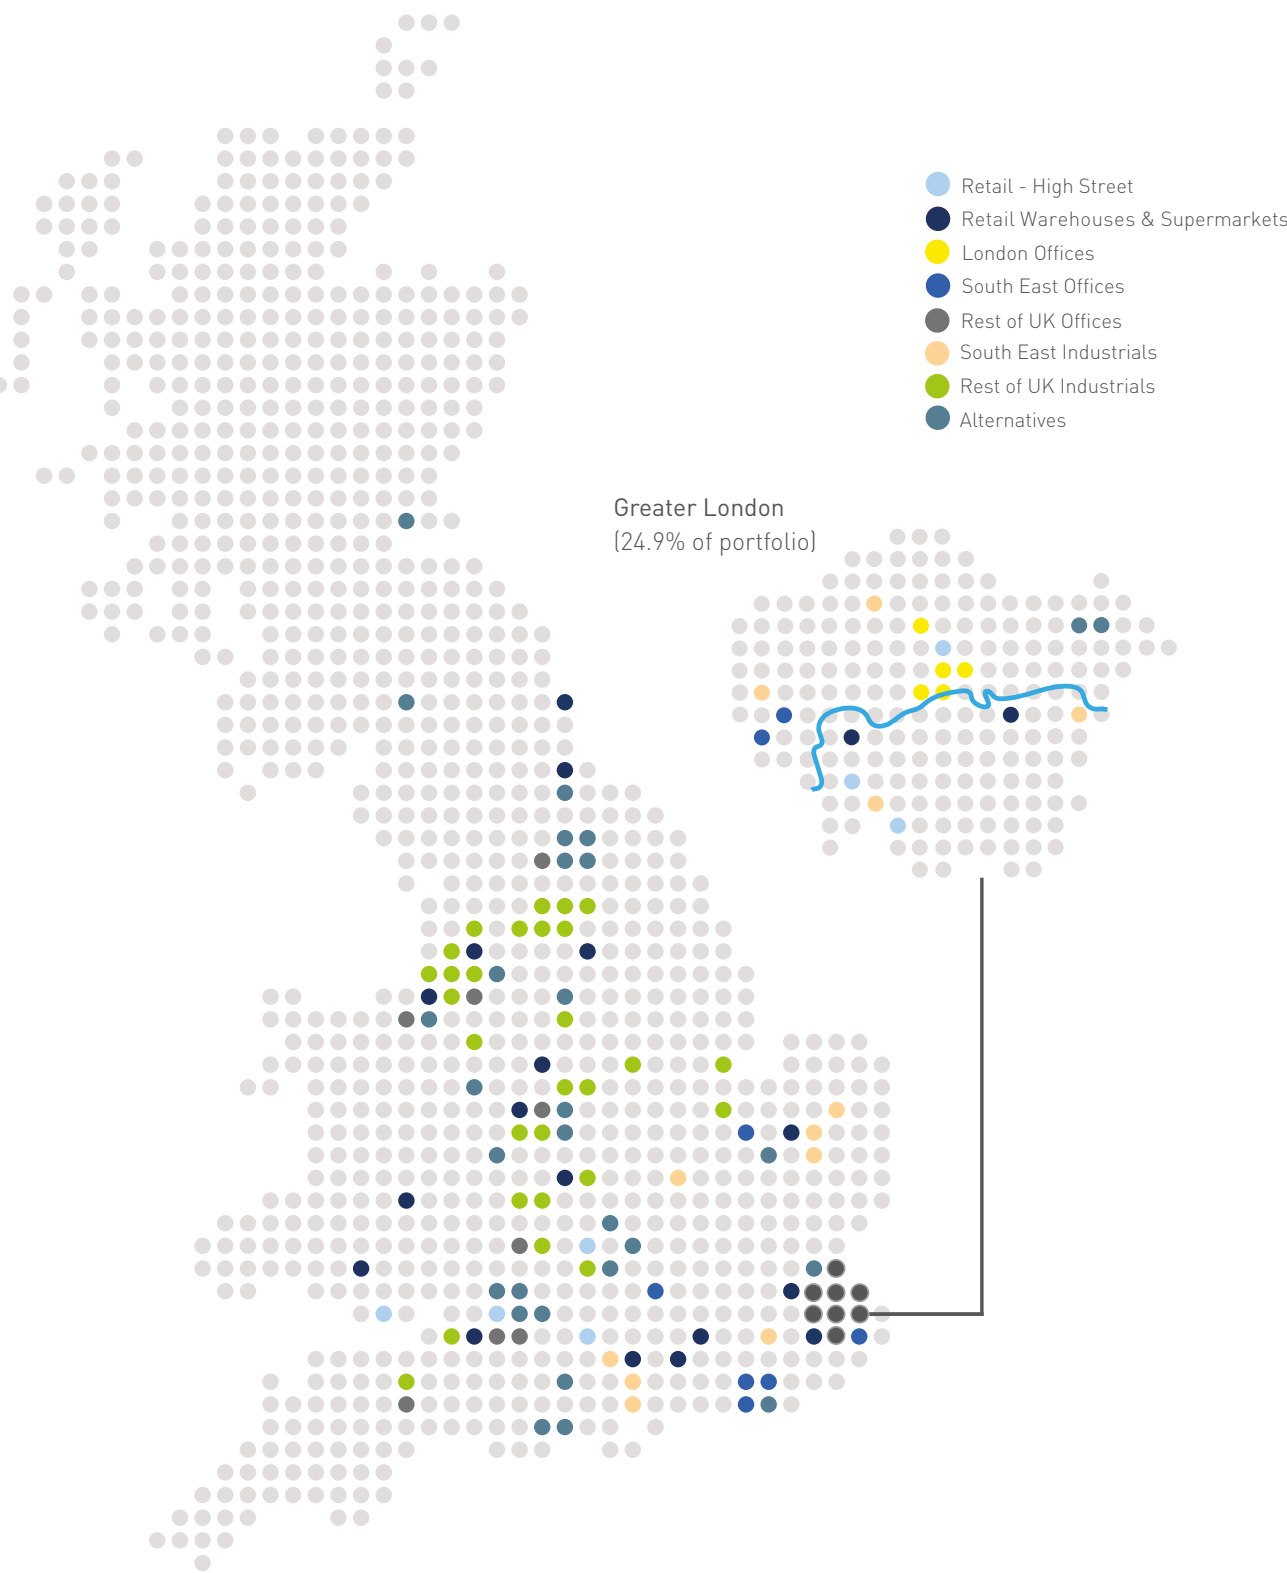 Retail - High Street
Retail Warehouses & Supermarkets
London Offices
South East Offices
Rest of UK Offices
South East Industrials
Rest of UK Industrials
Alternatives
Greater London
(24.9% of portfolio)